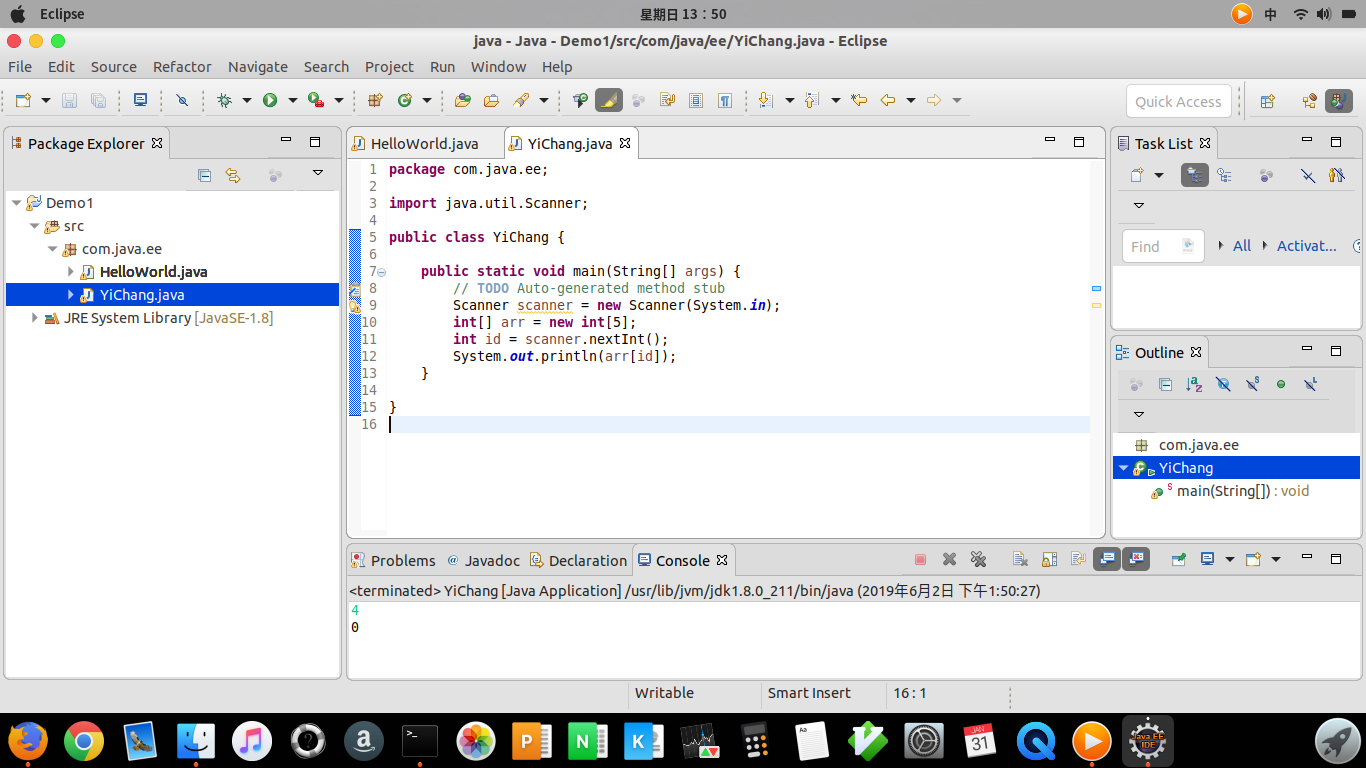 Eclipse
星期日 13：50
中
java - Java - Demo1/src/com/java/ee/YiChang.java - Eclipse
File Edit Source Refactor Navigate Search Project Run Window Help
Quick Access
Package Explorer
Demo1
src
com.java.ee
HelloWorld.java
YiChang.java
JRE System Library [JavaSE-1.8]
HelloWorld.java
YiChang.java
1 package com.java.ee;
2
3 import java.util.Scanner;
4
5 public class YiChang {
6
7 public static void main(String[] args) {
8 // TODO Auto-generated method stub
9 Scanner scanner = new Scanner(System.in);
10 int[] arr = new int[5];
11 int id = scanner.nextInt();
12 System.out.println(arr[id]);
13 }
14
15 }
16
Task List
Find
All
Activat...
Outline
com.java.ee
YiChang
main(String[]) : void
Problems
@ Javadoc
Declaration
Console
<terminated> YiChang [Java Application] /usr/lib/jvm/jdk1.8.0_211/bin/java (2019年6月2日 下午1:50:27)
4
0
Writable
Smart Insert
16 : 1
a
>_
P
N
K
Aa
JAN
31
Java EE
IDE